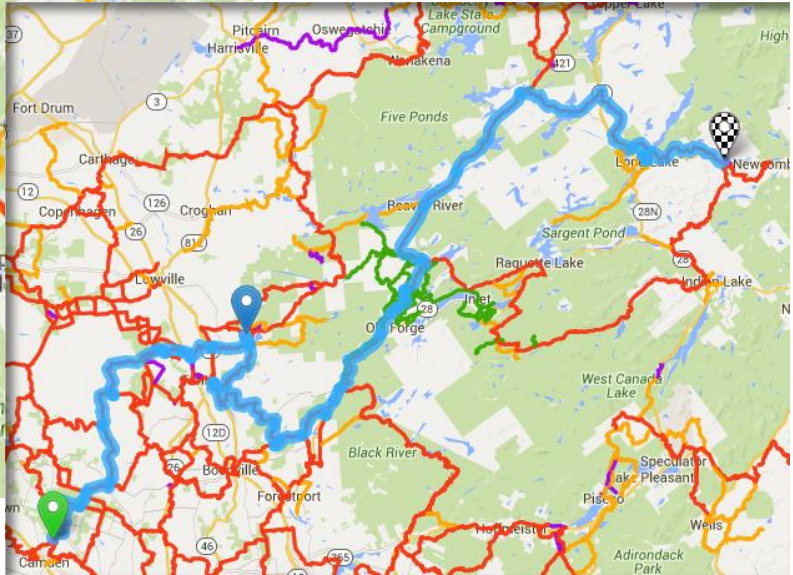 37
Pitcairn
Harrisville
Oswegatchie
Lake State
Campground
Tupper Lake
High
Wanakena
421
3
Fort Drum
Five Ponds
Carthage
Long Lake
Newcomb
12
126
Copenhagen
Croghan
26
Beaver River
28N
Sargent Pond
Raquette Lake
28
Indian Lake
Lowville
Inlet
28
Old Forge
West Canada
Lake
12D
Black River
26
Boonville
Speculator
Lake Pleasant
Forestport
Piseco
Hoffmeister
Wells
46
365
Camden
Adirondack
Park